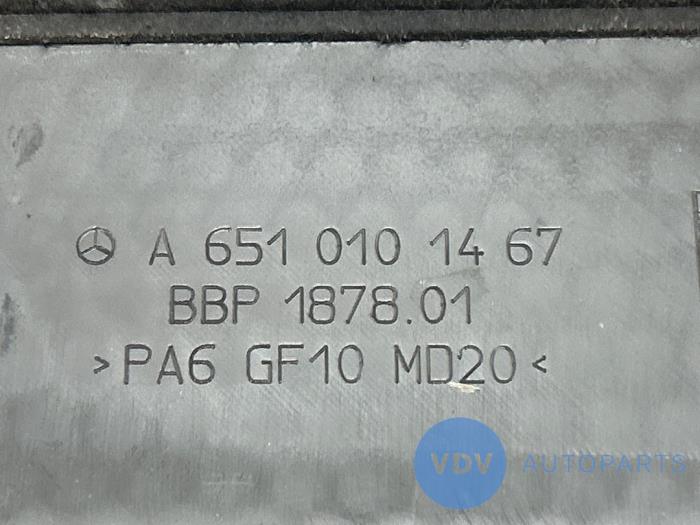 A 651 010 14 67
BBP 1878.01
>PA6 GF10 MD20<
VDV AUTOPARTS